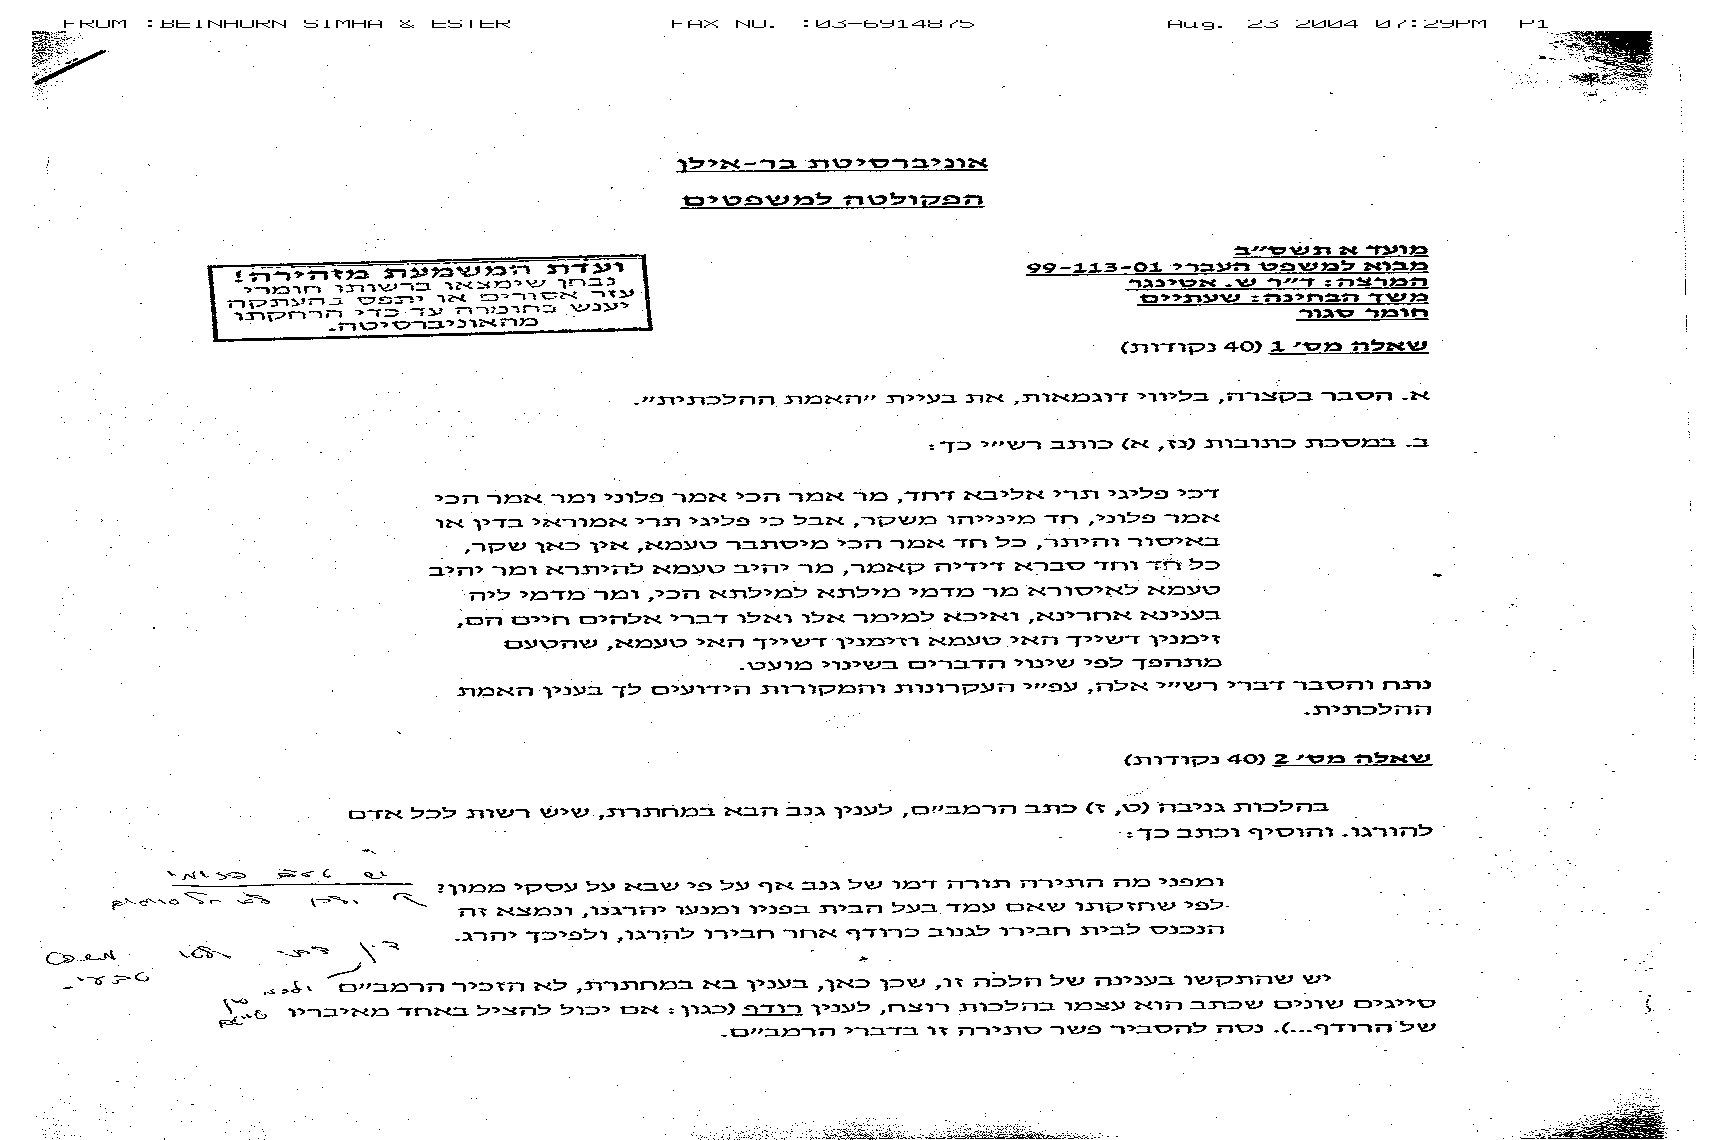 FROM :BEINHORN SIMHA & ESTER FAX NO. :03-6914875 Aug. 23 2004 07:29PM P1
אוניברסיטת בר-אילן
הפקולטה למשפטים
מועד א תשס״ב
מבוא למשפט העברי 99-113-01
המרצה: ד״ר ש. אטינגר
משך הבחינה: שעתיים
חומר סגור
ועדת המשמעת מזהירה!
נבחן שימצאו ברשותו חומרי
עזר אסורים או יתפס בהעתקה
יענש בחומרה עד כדי הרחקתו
מהאוניברסיטה.
שאלה מס׳ 1 (40 נקודות)
א. הסבר בקצרה, בליווי דוגמאות, את בעיית ״האמת ההלכתית״.
ב. במסכת כתובות (נז, א) כותב רש״י כך:
דכי פליגי תרי אליבא דחד, מר אמר הכי אמר פלוני ומר אמר הכי
אמר פלוני, חד מינייהו משקר, אבל כי פליגי תרי אמוראי בדין או
באיסור והיתר, כל חד אמר הכי מיסתבר טעמא, אין כאן שקר,
כל חד וחד סברא דידיה קאמר, מר יהיב טעמא להיתרא ומר יהיב
טעמא לאיסורא מר מדמי מילתא למילתא הכי, ומר מדמי ליה
בענינא אחרינא, ואיכא למימר אלו ואלו דברי אלהים חיים הם,
זימנין דשייך האי טעמא וזימנין דשייך האי טעמא, שהטעם
מתהפך לפי שינוי הדברים בשינוי מועט.
נתח והסבר דברי רש״י אלה, עפ״י העקרונות והמקורות הידועים לך בענין האמת
ההלכתית.
שאלה מס׳ 2 (40 נקודות)
בהלכות גניבה (ט, ז) כתב הרמב״ם, לענין גנב הבא במחתרת, שיש רשות לכל אדם
להורגו. והוסיף וכתב כך:
ומפני מה התירה תורה דמו של גנב אף על פי שבא על עסקי ממון?
לפי שחזקתו שאם עמד בעל הבית בפניו ומנעו יהרגנו, ונמצא זה
הנכנס לבית חבירו לגנוב כרודף אחר חבירו להרגו, ולפיכך יהרג.
יש שהתקשו בענינה של הלכה זו, שכן כאן, בענין בא במחתרת, לא הזכיר הרמב״ם
סייגים שונים שכתב הוא עצמו בהלכות רוצח, לענין רודף (כגון: אם יכול להציל באחד מאיבריו
של הרודף...). נסה להסביר פשר סתירה זו בדברי הרמב״ם.